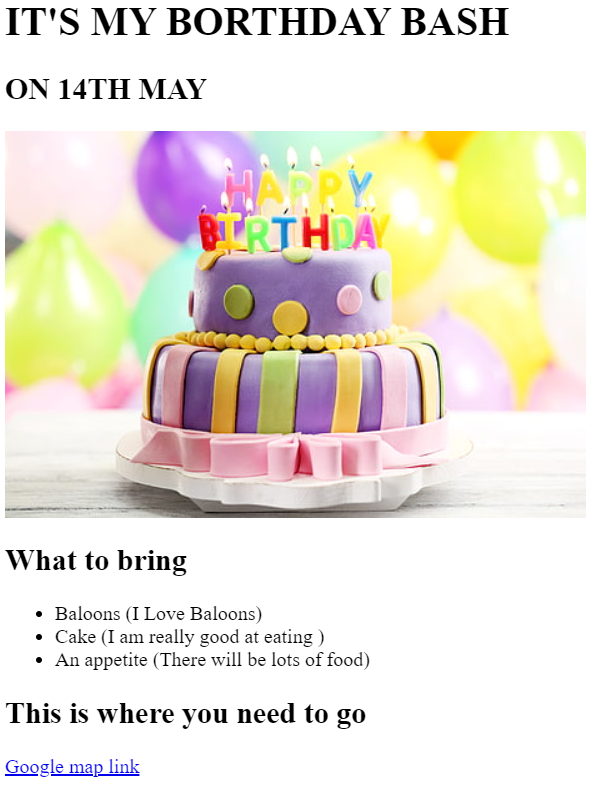 IT'S MY BORTHDAY BASH
ON 14TH MAY
HAPPY
BIRTHDAY
What to bring
Baloons (I Love Baloons)
Cake (I am really good at eating )
An appetite (There will be lots of food)
This is where you need to go
Google map link